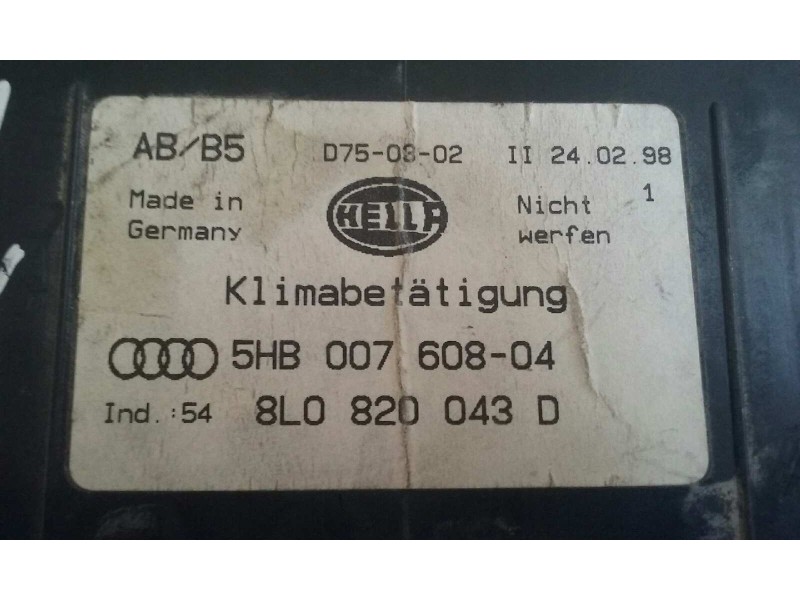 AB/B5 D75-08-02 II 24.02.98
Made in Germany HELLA Nicht werfen 1
Klimabetätigung
5HB 007 608-04
Ind.:54 8L0 820 043 D